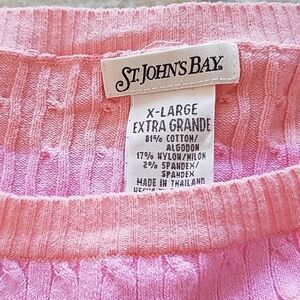 ST. JOHN'S BAY
X-LARGE
EXTRA GRANDE
81% COTTON/
ALGODON
17% NYLON/NILON
2% SPANDEX/
SPANDEX
MADE IN THAILAND